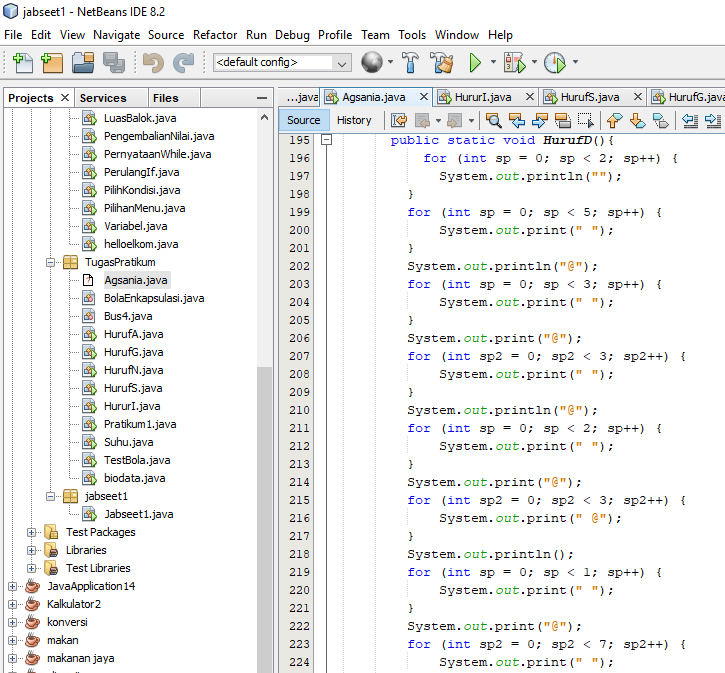 jabseet1 - NetBeans IDE 8.2
File Edit View Navigate Source Refactor Run Debug Profile Team Tools Window Help
<default config>
Projects Services Files
...java Agsania.java HururI.java HurufS.java HurufG.java
Source History
LuasBalok.java
PengembalianNilai.java
PernyataanWhile.java
PerulangIf.java
PilihKondisi.java
PilihanMenu.java
Variabel.java
helloelkom.java
TugasPratikum
Agsania.java
BolaEnkapsulasi.java
Bus4.java
HurufA.java
HurufG.java
HurufN.java
HurufS.java
HururI.java
Pratikum1.java
Suhu.java
TestBola.java
biodata.java
jabseet1
Jabseet1.java
Test Packages
Libraries
Test Libraries
JavaApplication14
Kalkulator2
konversi
makan
makanan jaya
195 public static void HurufD(){
196 for (int sp = 0; sp < 2; sp++) {
197 System.out.println("");
198 }
199 for (int sp = 0; sp < 5; sp++) {
200 System.out.print(" ");
201 }
202 System.out.println("@");
203 for (int sp = 0; sp < 3; sp++) {
204 System.out.print(" ");
205 }
206 System.out.print("@");
207 for (int sp2 = 0; sp2 < 3; sp2++) {
208 System.out.print(" ");
209 }
210 System.out.println("@");
211 for (int sp = 0; sp < 2; sp++) {
212 System.out.print(" ");
213 }
214 System.out.print("@");
215 for (int sp2 = 0; sp2 < 3; sp2++) {
216 System.out.print(" @");
217 }
218 System.out.println();
219 for (int sp = 0; sp < 1; sp++) {
220 System.out.print(" ");
221 }
222 System.out.print("@");
223 for (int sp2 = 0; sp2 < 7; sp2++) {
224 System.out.print(" ");